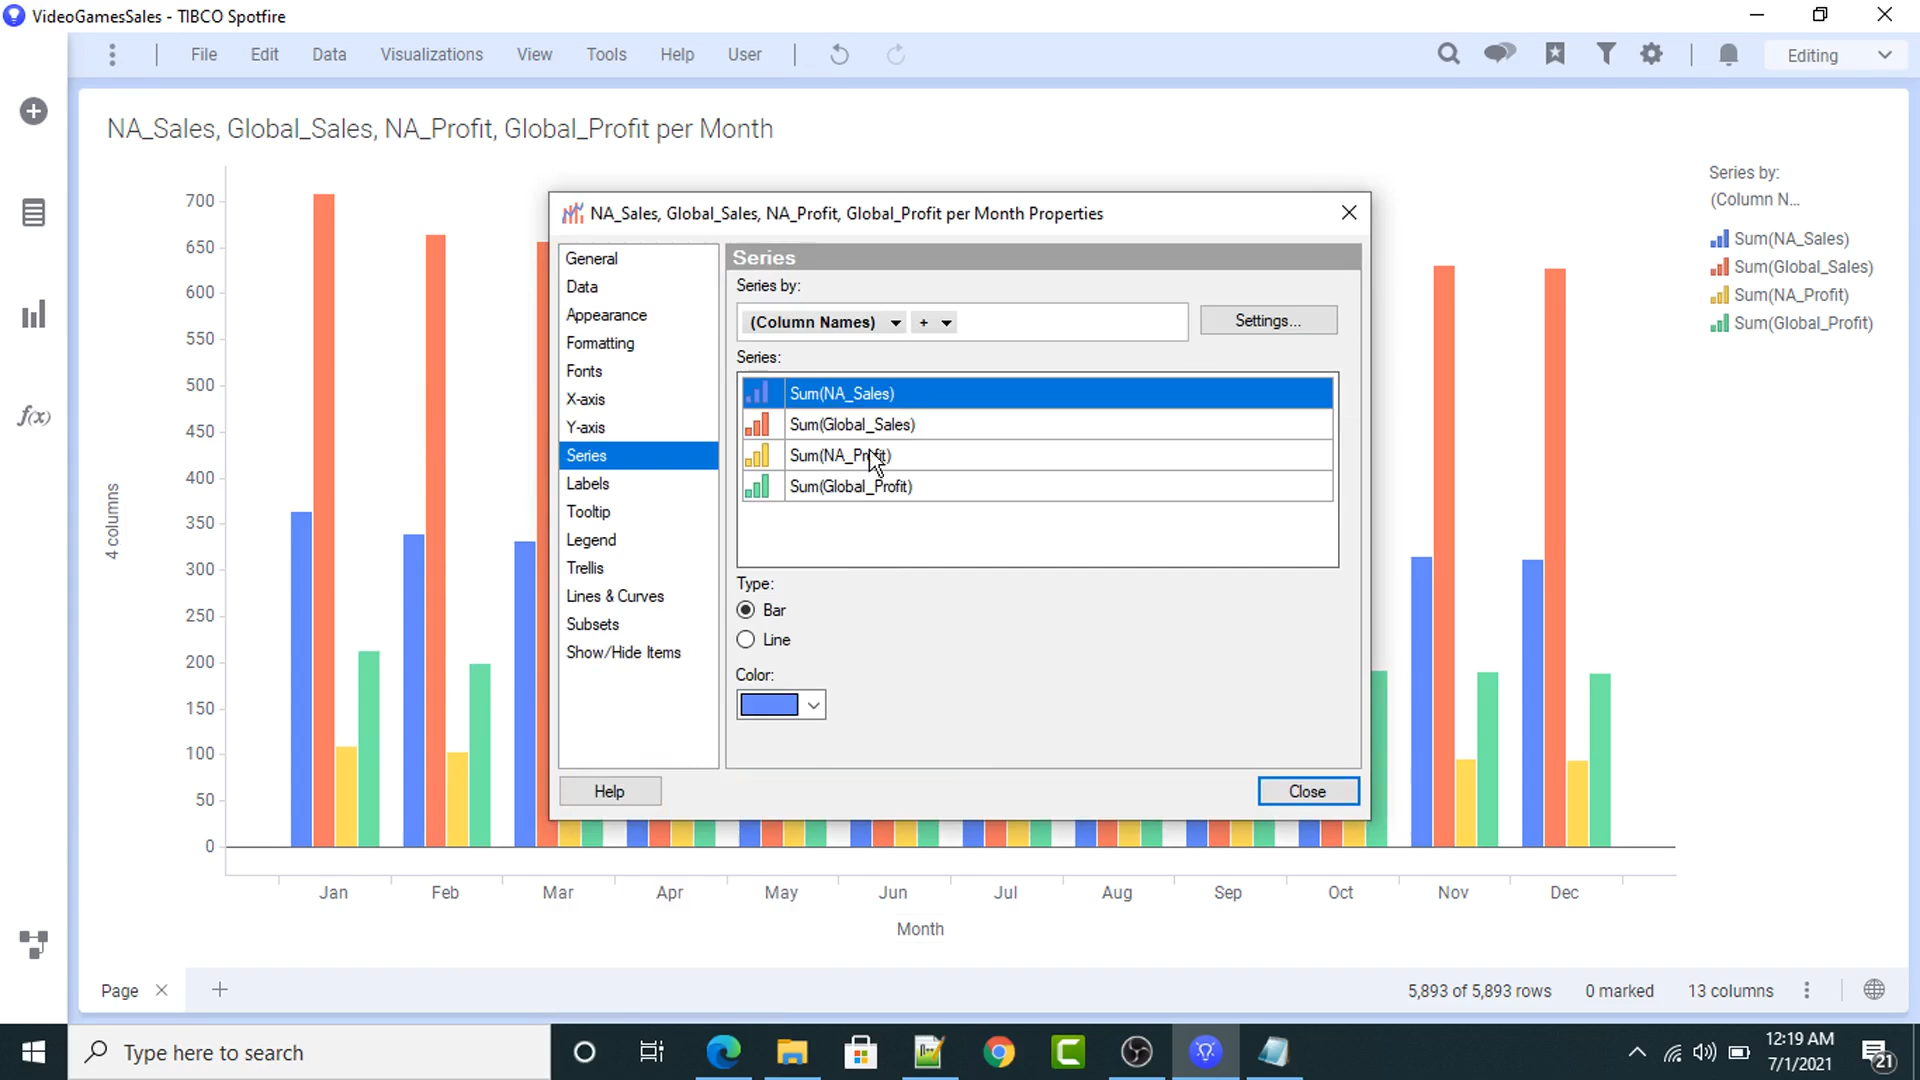 VideoGamesSales - TIBCO Spotfire
File Edit Data Visualizations View Tools Help User Editing
NA_Sales, Global_Sales, NA_Profit, Global_Profit per Month
Series by:
(Column N...
Sum(NA_Sales)
Sum(Global_Sales)
Sum(NA_Profit)
Sum(Global_Profit)
700
650
600
550
500
450
400
350
300
250
200
150
100
50
0
4 columns
f(x)
NA_Sales, Global_Sales, NA_Profit, Global_Profit per Month Properties
General
Data
Appearance
Formatting
Fonts
X-axis
Y-axis
Series
Labels
Tooltip
Legend
Trellis
Lines & Curves
Subsets
Show/Hide Items
Series
Series by:
(Column Names) + Settings...
Series:
Sum(NA_Sales)
Sum(Global_Sales)
Sum(NA_Profit)
Sum(Global_Profit)
Type:
Bar
Line
Color:
Help Close
Jan Feb Mar Apr May Jun Jul Aug Sep Oct Nov Dec
Month
Page + 5,893 of 5,893 rows 0 marked 13 columns
Type here to search
12:19 AM
7/1/2021
21